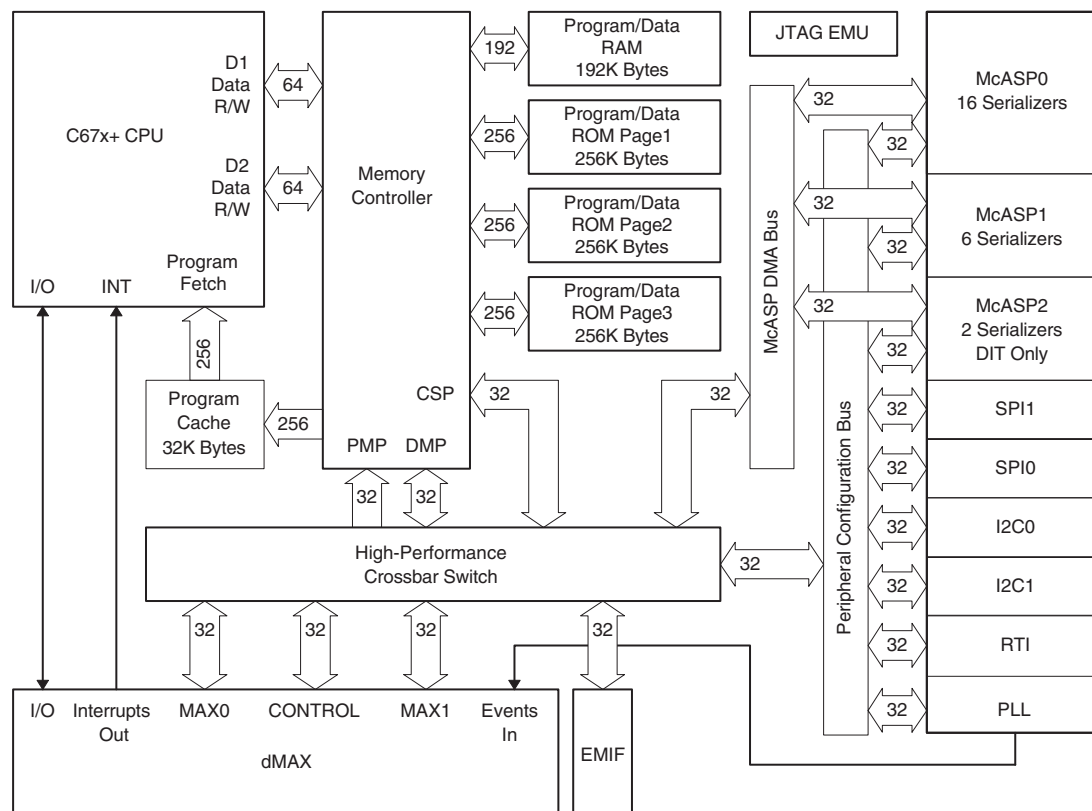 C67x+ CPU
D1
Data
R/W
D2
Data
R/W
Program
Fetch
I/O
INT
64
64
Memory
Controller
CSP
PMP
DMP
192
Program/Data
RAM
192K Bytes
256
Program/Data
ROM Page1
256K Bytes
256
Program/Data
ROM Page2
256K Bytes
256
Program/Data
ROM Page3
256K Bytes
JTAG EMU
256
Program
Cache
32K Bytes
256
32
32
32
32
McASP DMA Bus
Peripheral Configuration Bus
32
32
32
32
32
32
32
32
32
32
32
32
McASP0
16 Serializers
McASP1
6 Serializers
McASP2
2 Serializers
DIT Only
SPI1
SPI0
I2C0
I2C1
RTI
PLL
High-Performance
Crossbar Switch
32
32
32
32
32
I/O
Interrupts
Out
MAX0
CONTROL
MAX1
Events
In
dMAX
EMIF